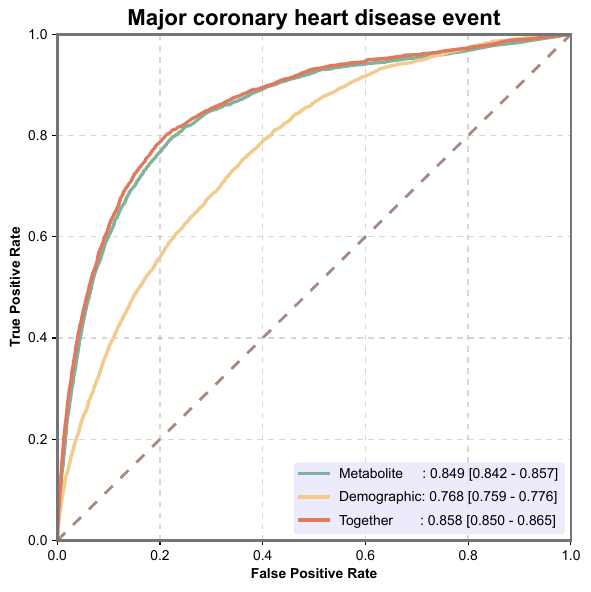 Major coronary heart disease event
1.0
0.8
0.6
0.4
0.2
0.0
True Positive Rate
Metabolite : 0.849 [0.842 - 0.857]
Demographic: 0.768 [0.759 - 0.776]
Together : 0.858 [0.850 - 0.865]
0.0 0.2 0.4 0.6 0.8 1.0
False Positive Rate